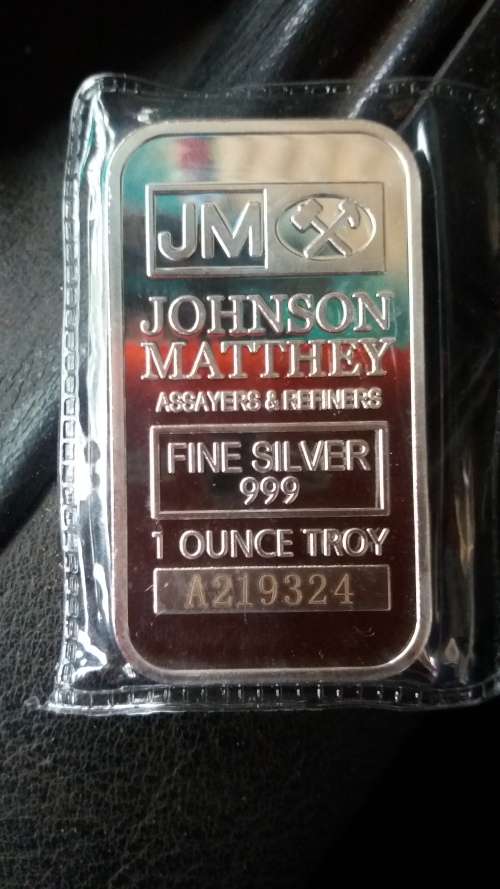 JM
JOHNSON
MATTHEY
ASSAYERS & REFINERS
FINE SILVER
999
1 OUNCE TROY
A219324